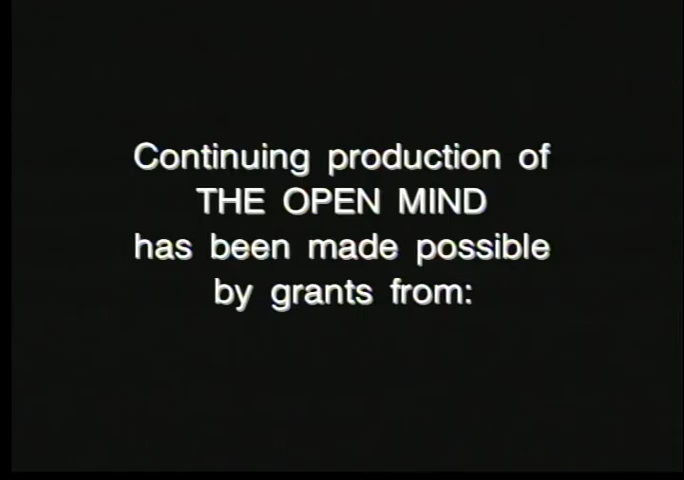 Continuing production of
THE OPEN MIND
has been made possible
by grants from: